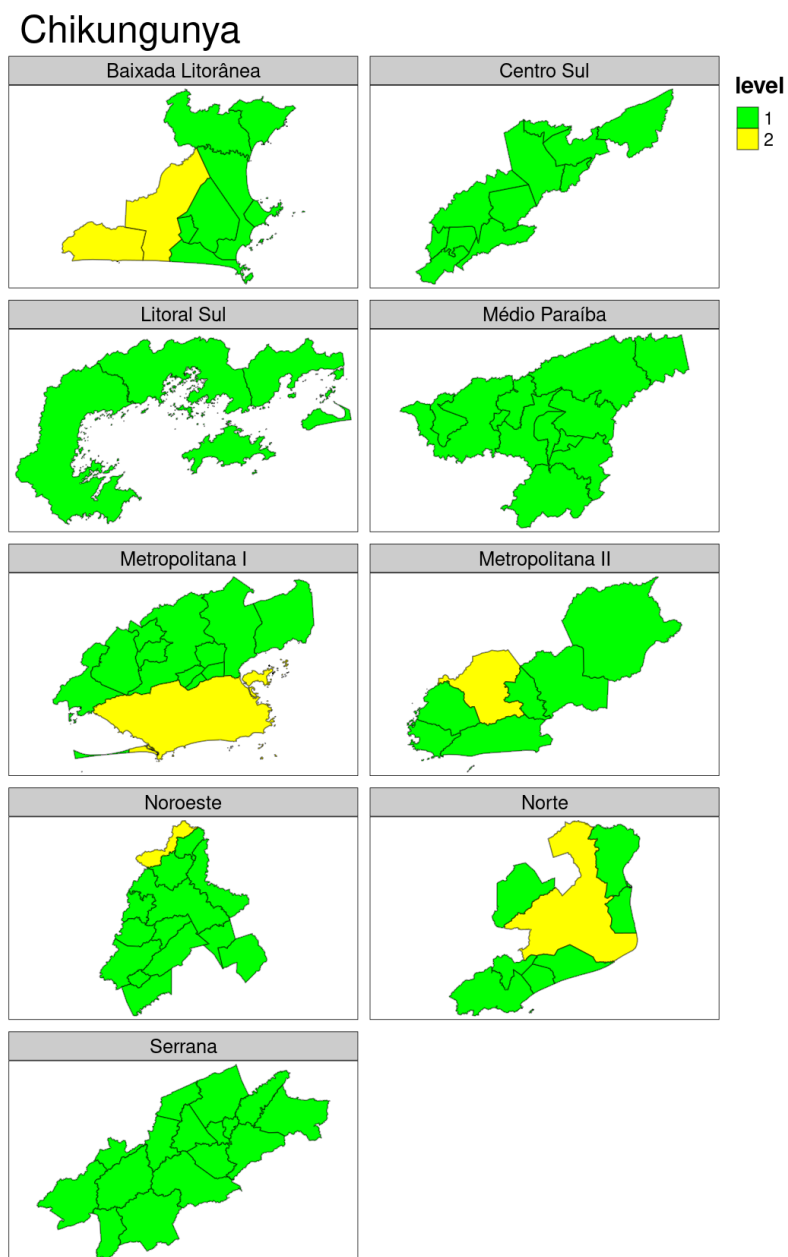 Chikungunya
Baixada Litorânea
Centro Sul
level
1
2
Litoral Sul
Médio Paraíba
Metropolitana I
Metropolitana II
Noroeste
Norte
Serrana